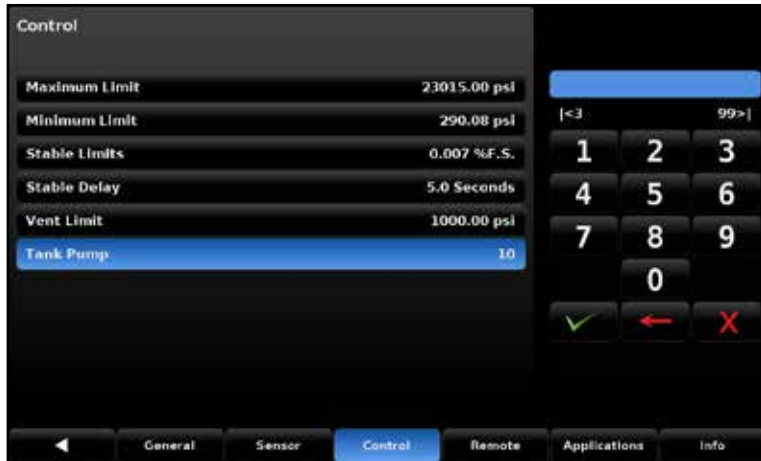 Control
Maximum Limit 23015.00 psi
Minimum Limit 290.08 psi
Stable Limits 0.007 %F.S.
Stable Delay 5.0 Seconds
Vent Limit 1000.00 psi
Tank Pump 10
|<3 99>|
1 2 3
4 5 6
7 8 9
0
X
General Sensor Control Remote Applications Info